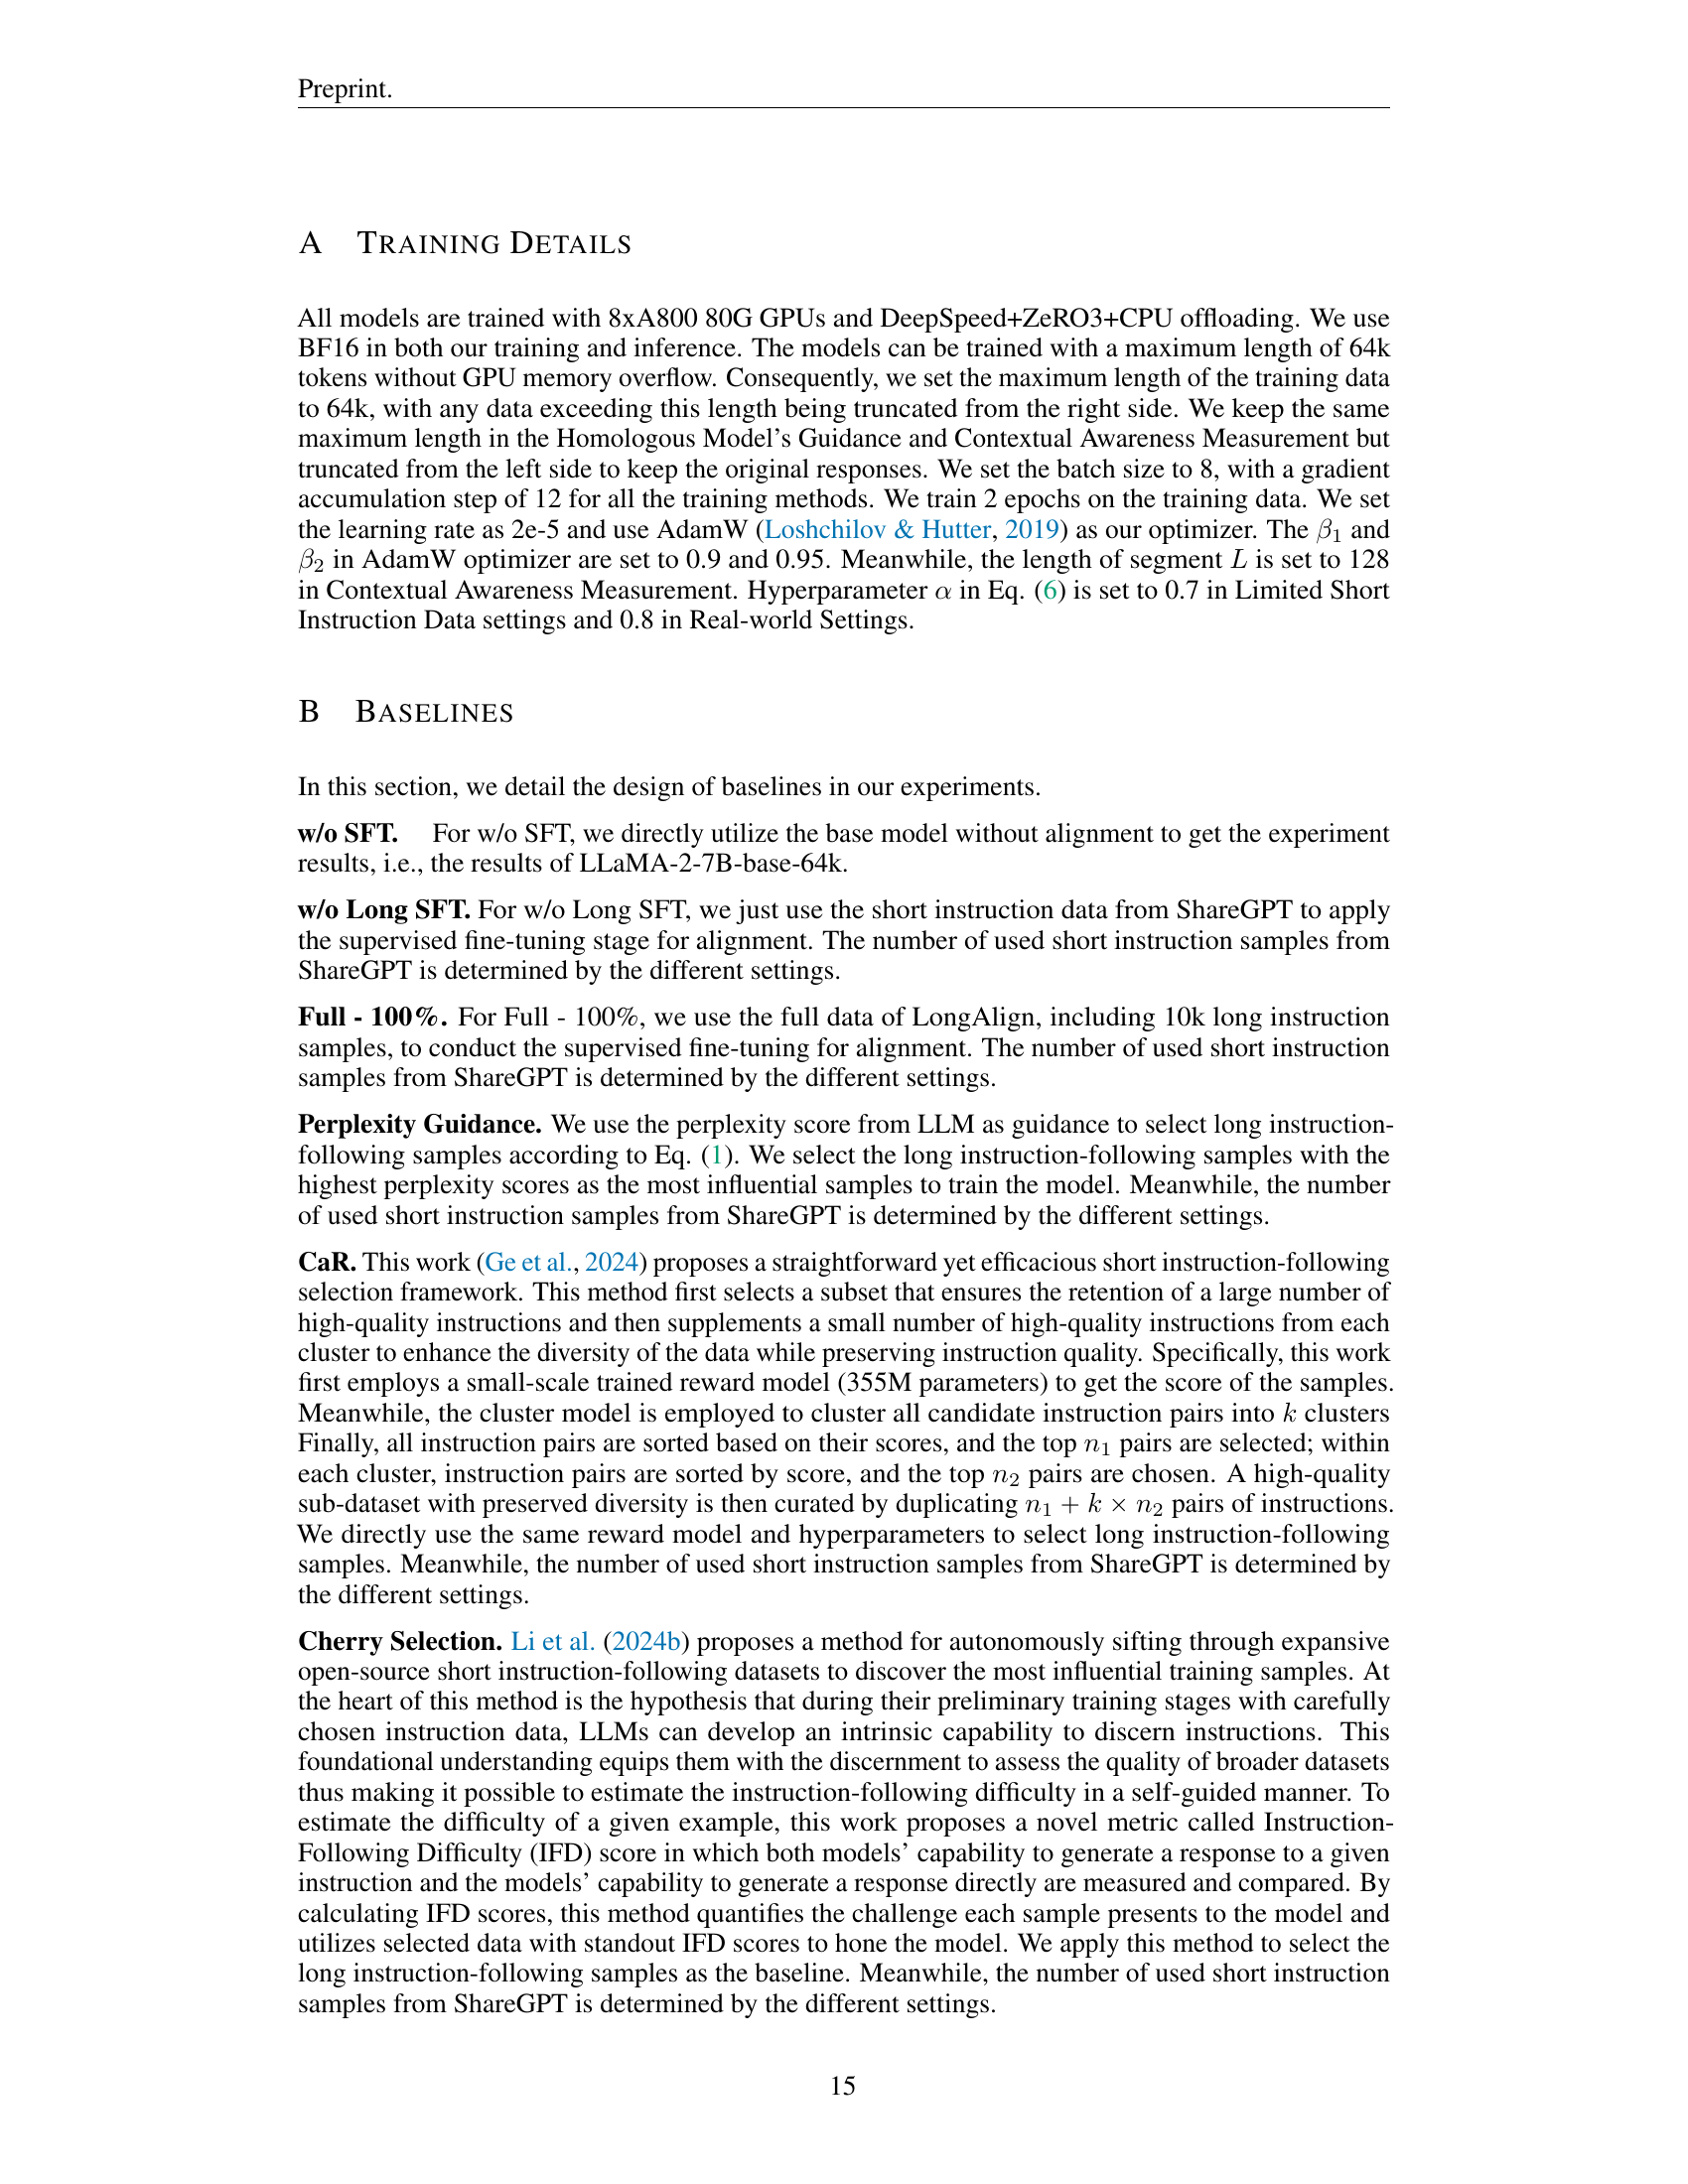 Preprint.
A TRAINING DETAILS
All models are trained with 8xA800 80G GPUs and DeepSpeed+ZeRO3+CPU offloading. We use
BF16 in both our training and inference. The models can be trained with a maximum length of 64k
tokens without GPU memory overflow. Consequently, we set the maximum length of the training data
to 64k, with any data exceeding this length being truncated from the right side. We keep the same
maximum length in the Homologous Model's Guidance and Contextual Awareness Measurement but
truncated from the left side to keep the original responses. We set the batch size to 8, with a gradient
accumulation step of 12 for all the training methods. We train 2 epochs on the training data. We set
the learning rate as 2e-5 and use AdamW (Loshchilov & Hutter, 2019) as our optimizer. The β1 and
β2 in AdamW optimizer are set to 0.9 and 0.95. Meanwhile, the length of segment L is set to 128
in Contextual Awareness Measurement. Hyperparameter α in Eq. (6) is set to 0.7 in Limited Short
Instruction Data settings and 0.8 in Real-world Settings.
B BASELINES
In this section, we detail the design of baselines in our experiments.
w/o SFT. For w/o SFT, we directly utilize the base model without alignment to get the experiment
results, i.e., the results of LLaMA-2-7B-base-64k.
w/o Long SFT. For w/o Long SFT, we just use the short instruction data from ShareGPT to apply
the supervised fine-tuning stage for alignment. The number of used short instruction samples from
ShareGPT is determined by the different settings.
Full - 100%. For Full - 100%, we use the full data of LongAlign, including 10k long instruction
samples, to conduct the supervised fine-tuning for alignment. The number of used short instruction
samples from ShareGPT is determined by the different settings.
Perplexity Guidance. We use the perplexity score from LLM as guidance to select long instruction-
following samples according to Eq. (1). We select the long instruction-following samples with the
highest perplexity scores as the most influential samples to train the model. Meanwhile, the number
of used short instruction samples from ShareGPT is determined by the different settings.
CaR. This work (Ge et al., 2024) proposes a straightforward yet efficacious short instruction-following
selection framework. This method first selects a subset that ensures the retention of a large number of
high-quality instructions and then supplements a small number of high-quality instructions from each
cluster to enhance the diversity of the data while preserving instruction quality. Specifically, this work
first employs a small-scale trained reward model (355M parameters) to get the score of the samples.
Meanwhile, the cluster model is employed to cluster all candidate instruction pairs into k clusters
Finally, all instruction pairs are sorted based on their scores, and the top n1 pairs are selected; within
each cluster, instruction pairs are sorted by score, and the top n2 pairs are chosen. A high-quality
sub-dataset with preserved diversity is then curated by duplicating n1 + k × n2 pairs of instructions.
We directly use the same reward model and hyperparameters to select long instruction-following
samples. Meanwhile, the number of used short instruction samples from ShareGPT is determined by
the different settings.
Cherry Selection. Li et al. (2024b) proposes a method for autonomously sifting through expansive
open-source short instruction-following datasets to discover the most influential training samples. At
the heart of this method is the hypothesis that during their preliminary training stages with carefully
chosen instruction data, LLMs can develop an intrinsic capability to discern instructions. This
foundational understanding equips them with the discernment to assess the quality of broader datasets
thus making it possible to estimate the instruction-following difficulty in a self-guided manner. To
estimate the difficulty of a given example, this work proposes a novel metric called Instruction-
Following Difficulty (IFD) score in which both models' capability to generate a response to a given
instruction and the models' capability to generate a response directly are measured and compared. By
calculating IFD scores, this method quantifies the challenge each sample presents to the model and
utilizes selected data with standout IFD scores to hone the model. We apply this method to select the
long instruction-following samples as the baseline. Meanwhile, the number of used short instruction
samples from ShareGPT is determined by the different settings.
15